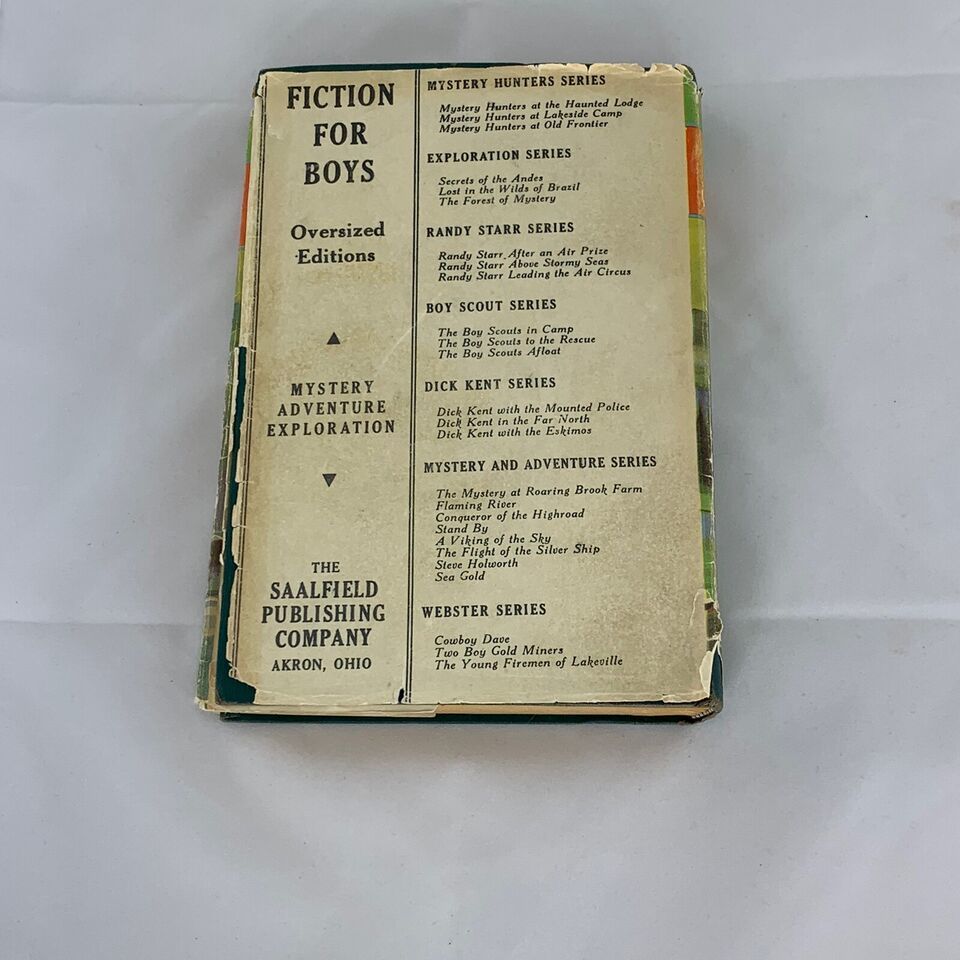 FICTION
FOR
BOYS
Oversized
Editions
▲
MYSTERY
ADVENTURE
EXPLORATION
▼
THE
SAALFIELD
PUBLISHING
COMPANY
AKRON, OHIO
MYSTERY HUNTERS SERIES
Mystery Hunters at the Haunted Lodge
Mystery Hunters at Lakeside Camp
Mystery Hunters at Old Frontier
EXPLORATION SERIES
Secrets of the Andes
Lost in the Wilds of Brazil
The Forest of Mystery
RANDY STARR SERIES
Randy Starr After an Air Prize
Randy Starr Above Stormy Seas
Randy Starr Leading the Air Circus
BOY SCOUT SERIES
The Boy Scouts in Camp
The Boy Scouts to the Rescue
The Boy Scouts Afloat
DICK KENT SERIES
Dick Kent with the Mounted Police
Dick Kent in the Far North
Dick Kent with the Eskimos
MYSTERY AND ADVENTURE SERIES
The Mystery at Roaring Brook Farm
Flaming River
Conqueror of the Highroad
Stand By
A Viking of the Sky
The Flight of the Silver Ship
Steve Holworth
Sea Gold
WEBSTER SERIES
Cowboy Dave
Two Boy Gold Miners
The Young Firemen of Lakeville